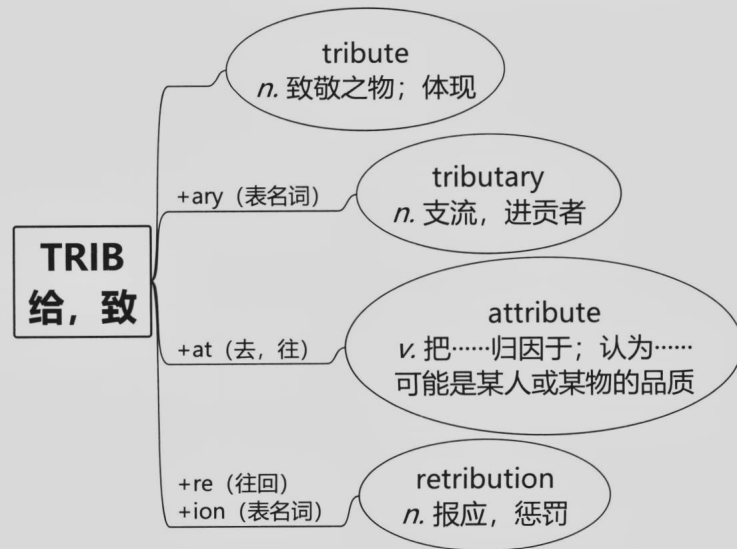 tribute
n. 致敬之物；体现
+ary（表名词）
tributary
n. 支流，进贡者
TRIB
给，致
+at（去，往）
attribute
v. 把……归因于；认为……
可能是某人或某物的品质
+re（往回）
+ion（表名词）
retribution
n. 报应，惩罚